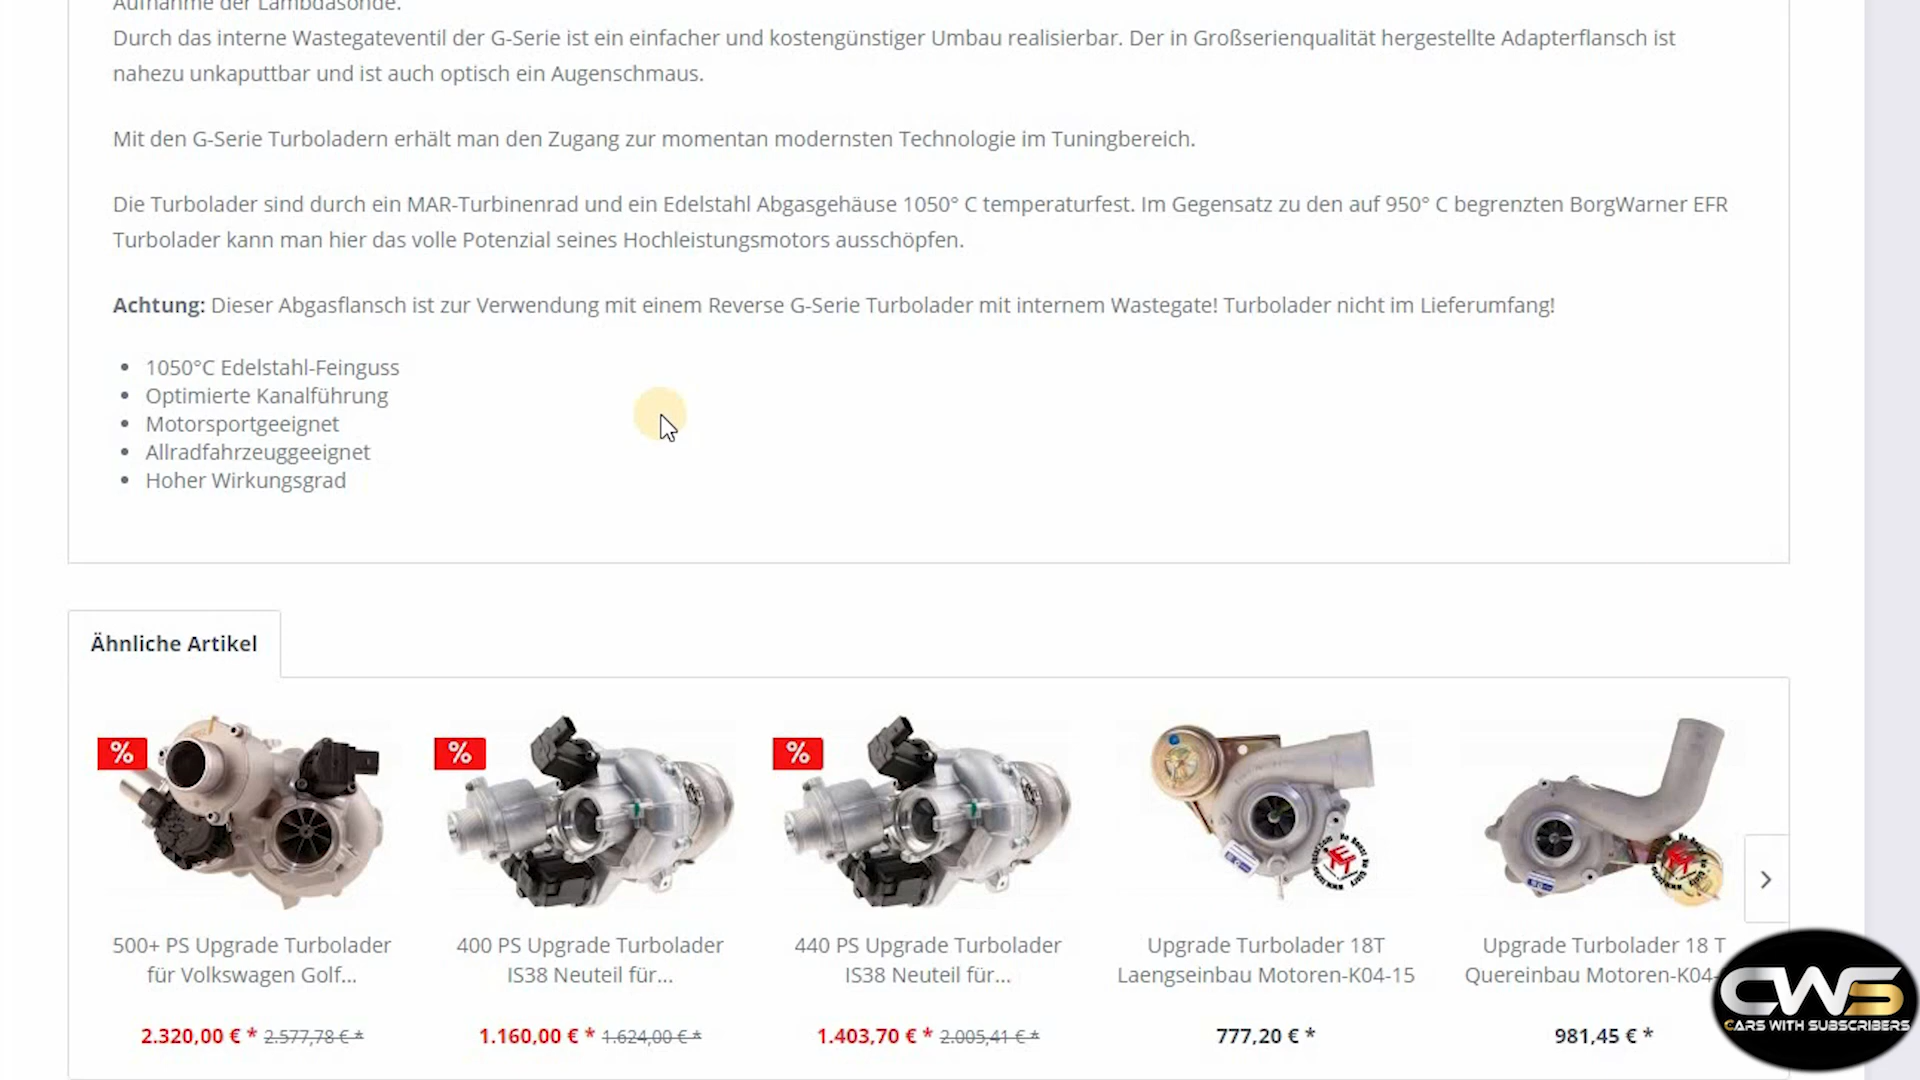 Aufnahme der Lambdasonde.
Durch das interne Wastegateventil der G-Serie ist ein einfacher und kostengünstiger Umbau realisierbar. Der in Großserienqualität hergestellte Adapterflansch ist
nahezu unkaputtbar und ist auch optisch ein Augenschmaus.
Mit den G-Serie Turboladern erhält man den Zugang zur momentan modernsten Technologie im Tuningbereich.
Die Turbolader sind durch ein MAR-Turbinenrad und ein Edelstahl Abgasgehäuse 1050° C temperaturfest. Im Gegensatz zu den auf 950° C begrenzten BorgWarner EFR
Turbolader kann man hier das volle Potenzial seines Hochleistungsmotors ausschöpfen.
Achtung: Dieser Abgasflansch ist zur Verwendung mit einem Reverse G-Serie Turbolader mit internem Wastegate! Turbolader nicht im Lieferumfang!
• 1050°C Edelstahl-Feinguss
• Optimierte Kanalführung
• Motorsportgeeignet
• Allradfahrzeuggeeignet
• Hoher Wirkungsgrad
Ähnliche Artikel
%
%
%
500+ PS Upgrade Turbolader
für Volkswagen Golf...
2.320,00 € * 2.577,78 € *
400 PS Upgrade Turbolader
IS38 Neuteil für...
1.160,00 € * 1.624,00 € *
440 PS Upgrade Turbolader
IS38 Neuteil für...
1.403,70 € * 2.005,41 € *
Upgrade Turbolader 18T
Laengseinbau Motoren-K04-15
777,20 € *
Upgrade Turbolader 18 T
Quereinbau Motoren-K04-
981,45 € *
CWS
CARS WITH SUBSCRIBERS